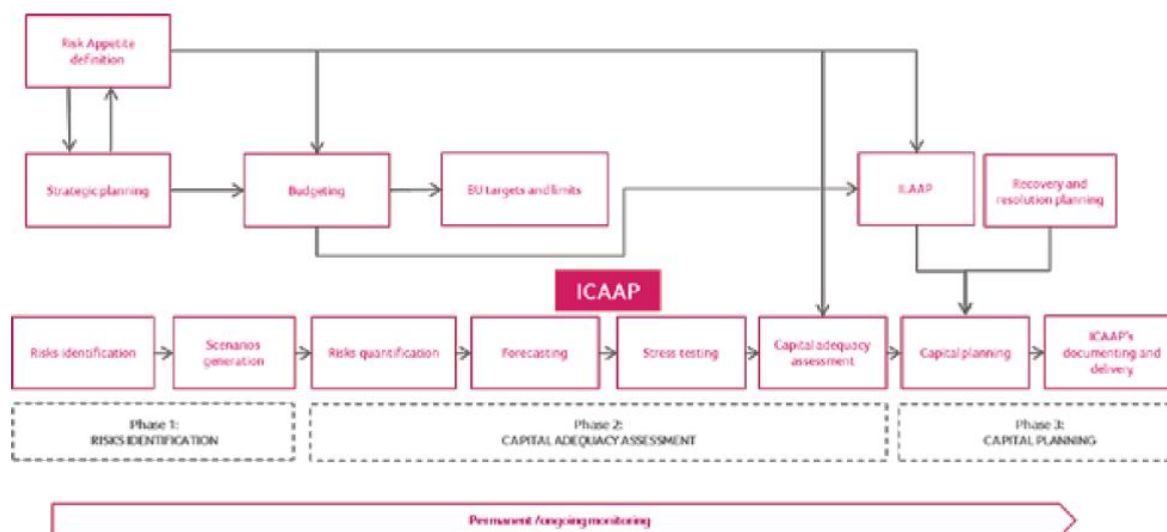 Risk Appetite
definition
Strategic planning
Budgeting
BU targets and limits
ILAAP
Recovery and
resolution planning
ICAAP
Risks identification
Scenarios
generation
Risks quantification
Forecasting
Stress testing
Capital adequacy
assessment
Capital planning
ICAAP's
documenting and
delivery
Phase 1:
RISKS IDENTIFICATION
Phase 2:
CAPITAL ADEQUACY ASSESSMENT
Phase 3:
CAPITAL PLANNING
Permanent /ongoing monitoring